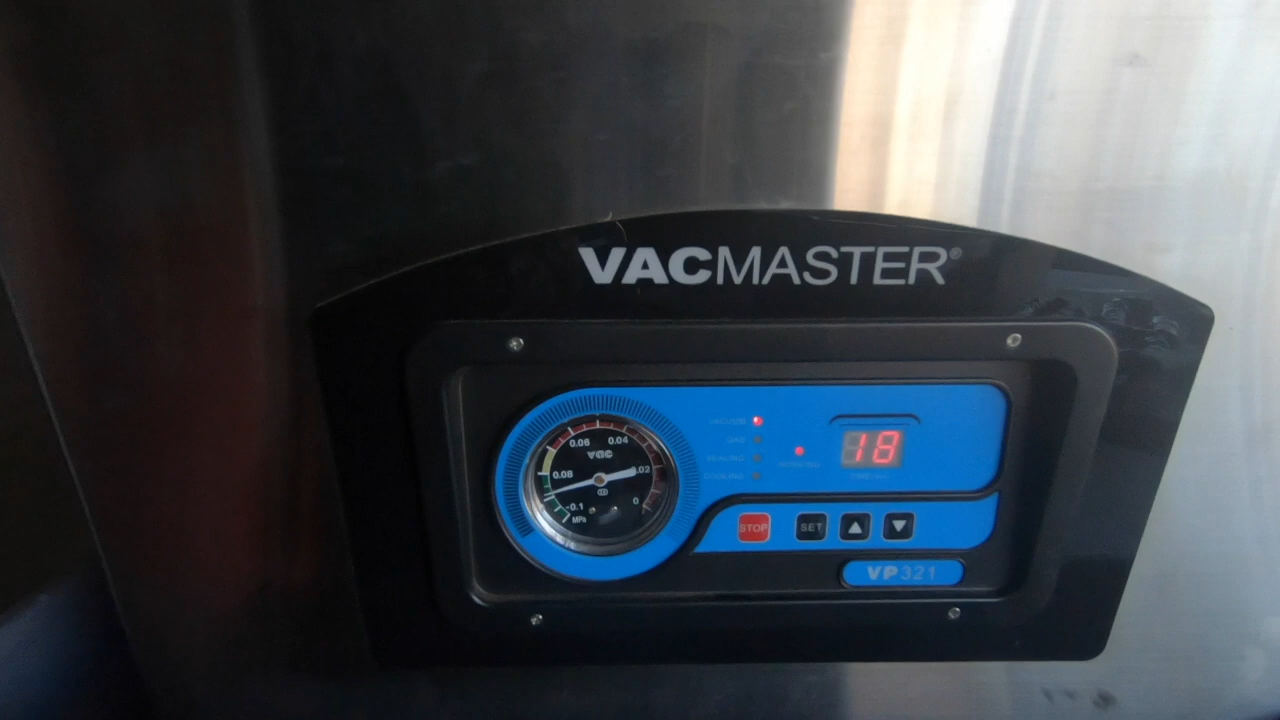 VACMASTER®
0.06 0.04
VAC
0.08 0.02
-0.1 0
MPa
VACUUM
GAS
SEALING
COOLING
18
STOP
SET
VP321